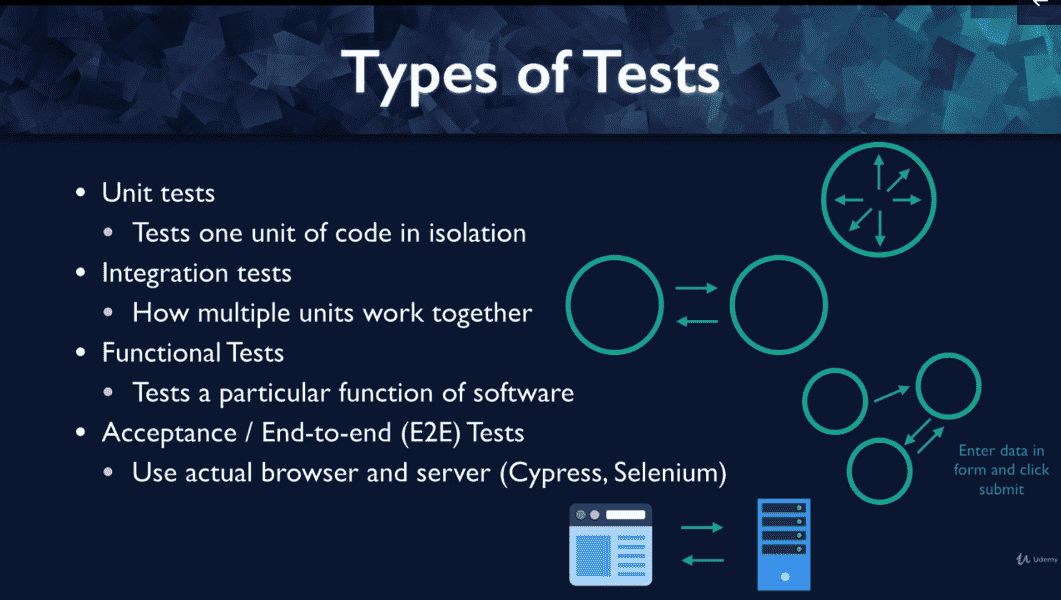 Types of Tests
• Unit tests
• Tests one unit of code in isolation
• Integration tests
• How multiple units work together
• Functional Tests
• Tests a particular function of software
• Acceptance / End-to-end (E2E) Tests
• Use actual browser and server (Cypress, Selenium)
Enter data in
form and click
submit
Udemy